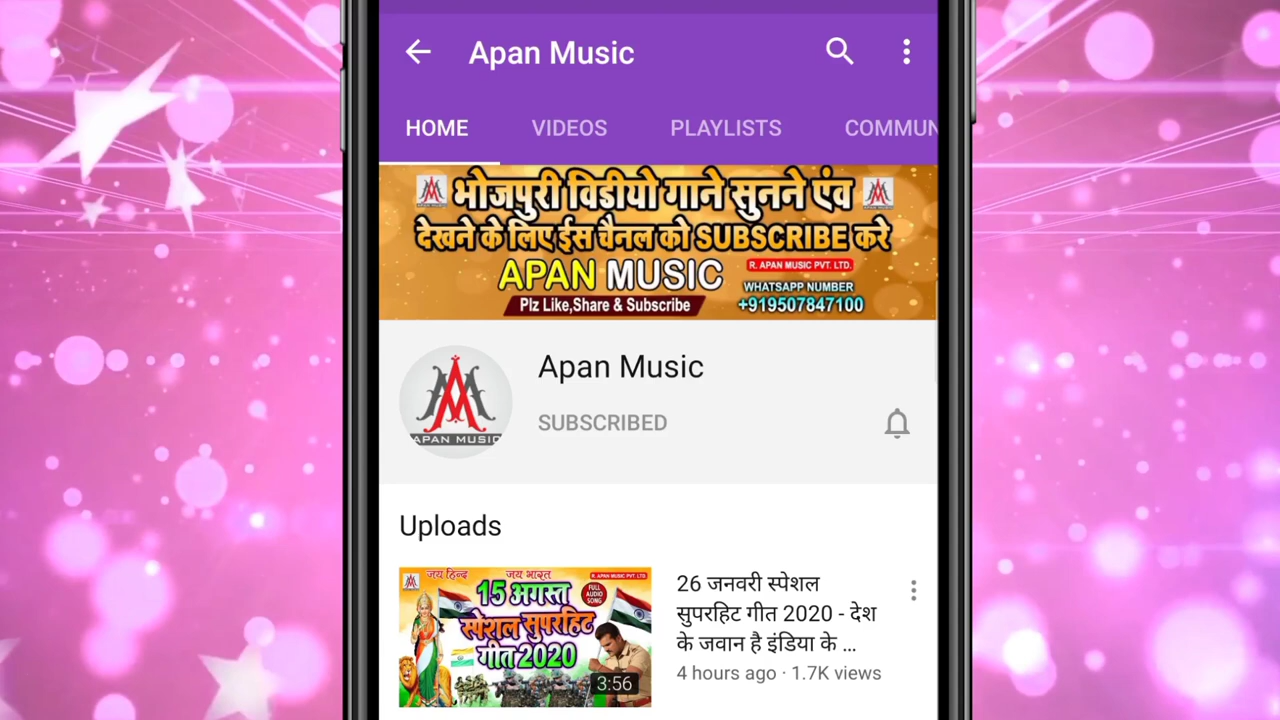 Apan Music
HOME VIDEOS PLAYLISTS COMMUN
भोजपुरी विडीयो गाने सुनने एंव
देखने के लिए ईस चैनल को SUBSCRIBE करे
APAN MUSIC
R. APAN MUSIC PVT. LTD.
WHATSAPP NUMBER
+919507847100
Plz Like,Share & Subscribe
Apan Music
SUBSCRIBED
APAN MUSIC
Uploads
जय हिन्द जय भारत
R. APAN MUSIC PVT. LTD
15 अगस्त
FULL
AUDIO
SONG
स्पेशल सुपरहिट
गीत 2020
3:56
26 जनवरी स्पेशल
सुपरहिट गीत 2020 - देश
के जवान है इंडिया के ...
4 hours ago · 1.7K views